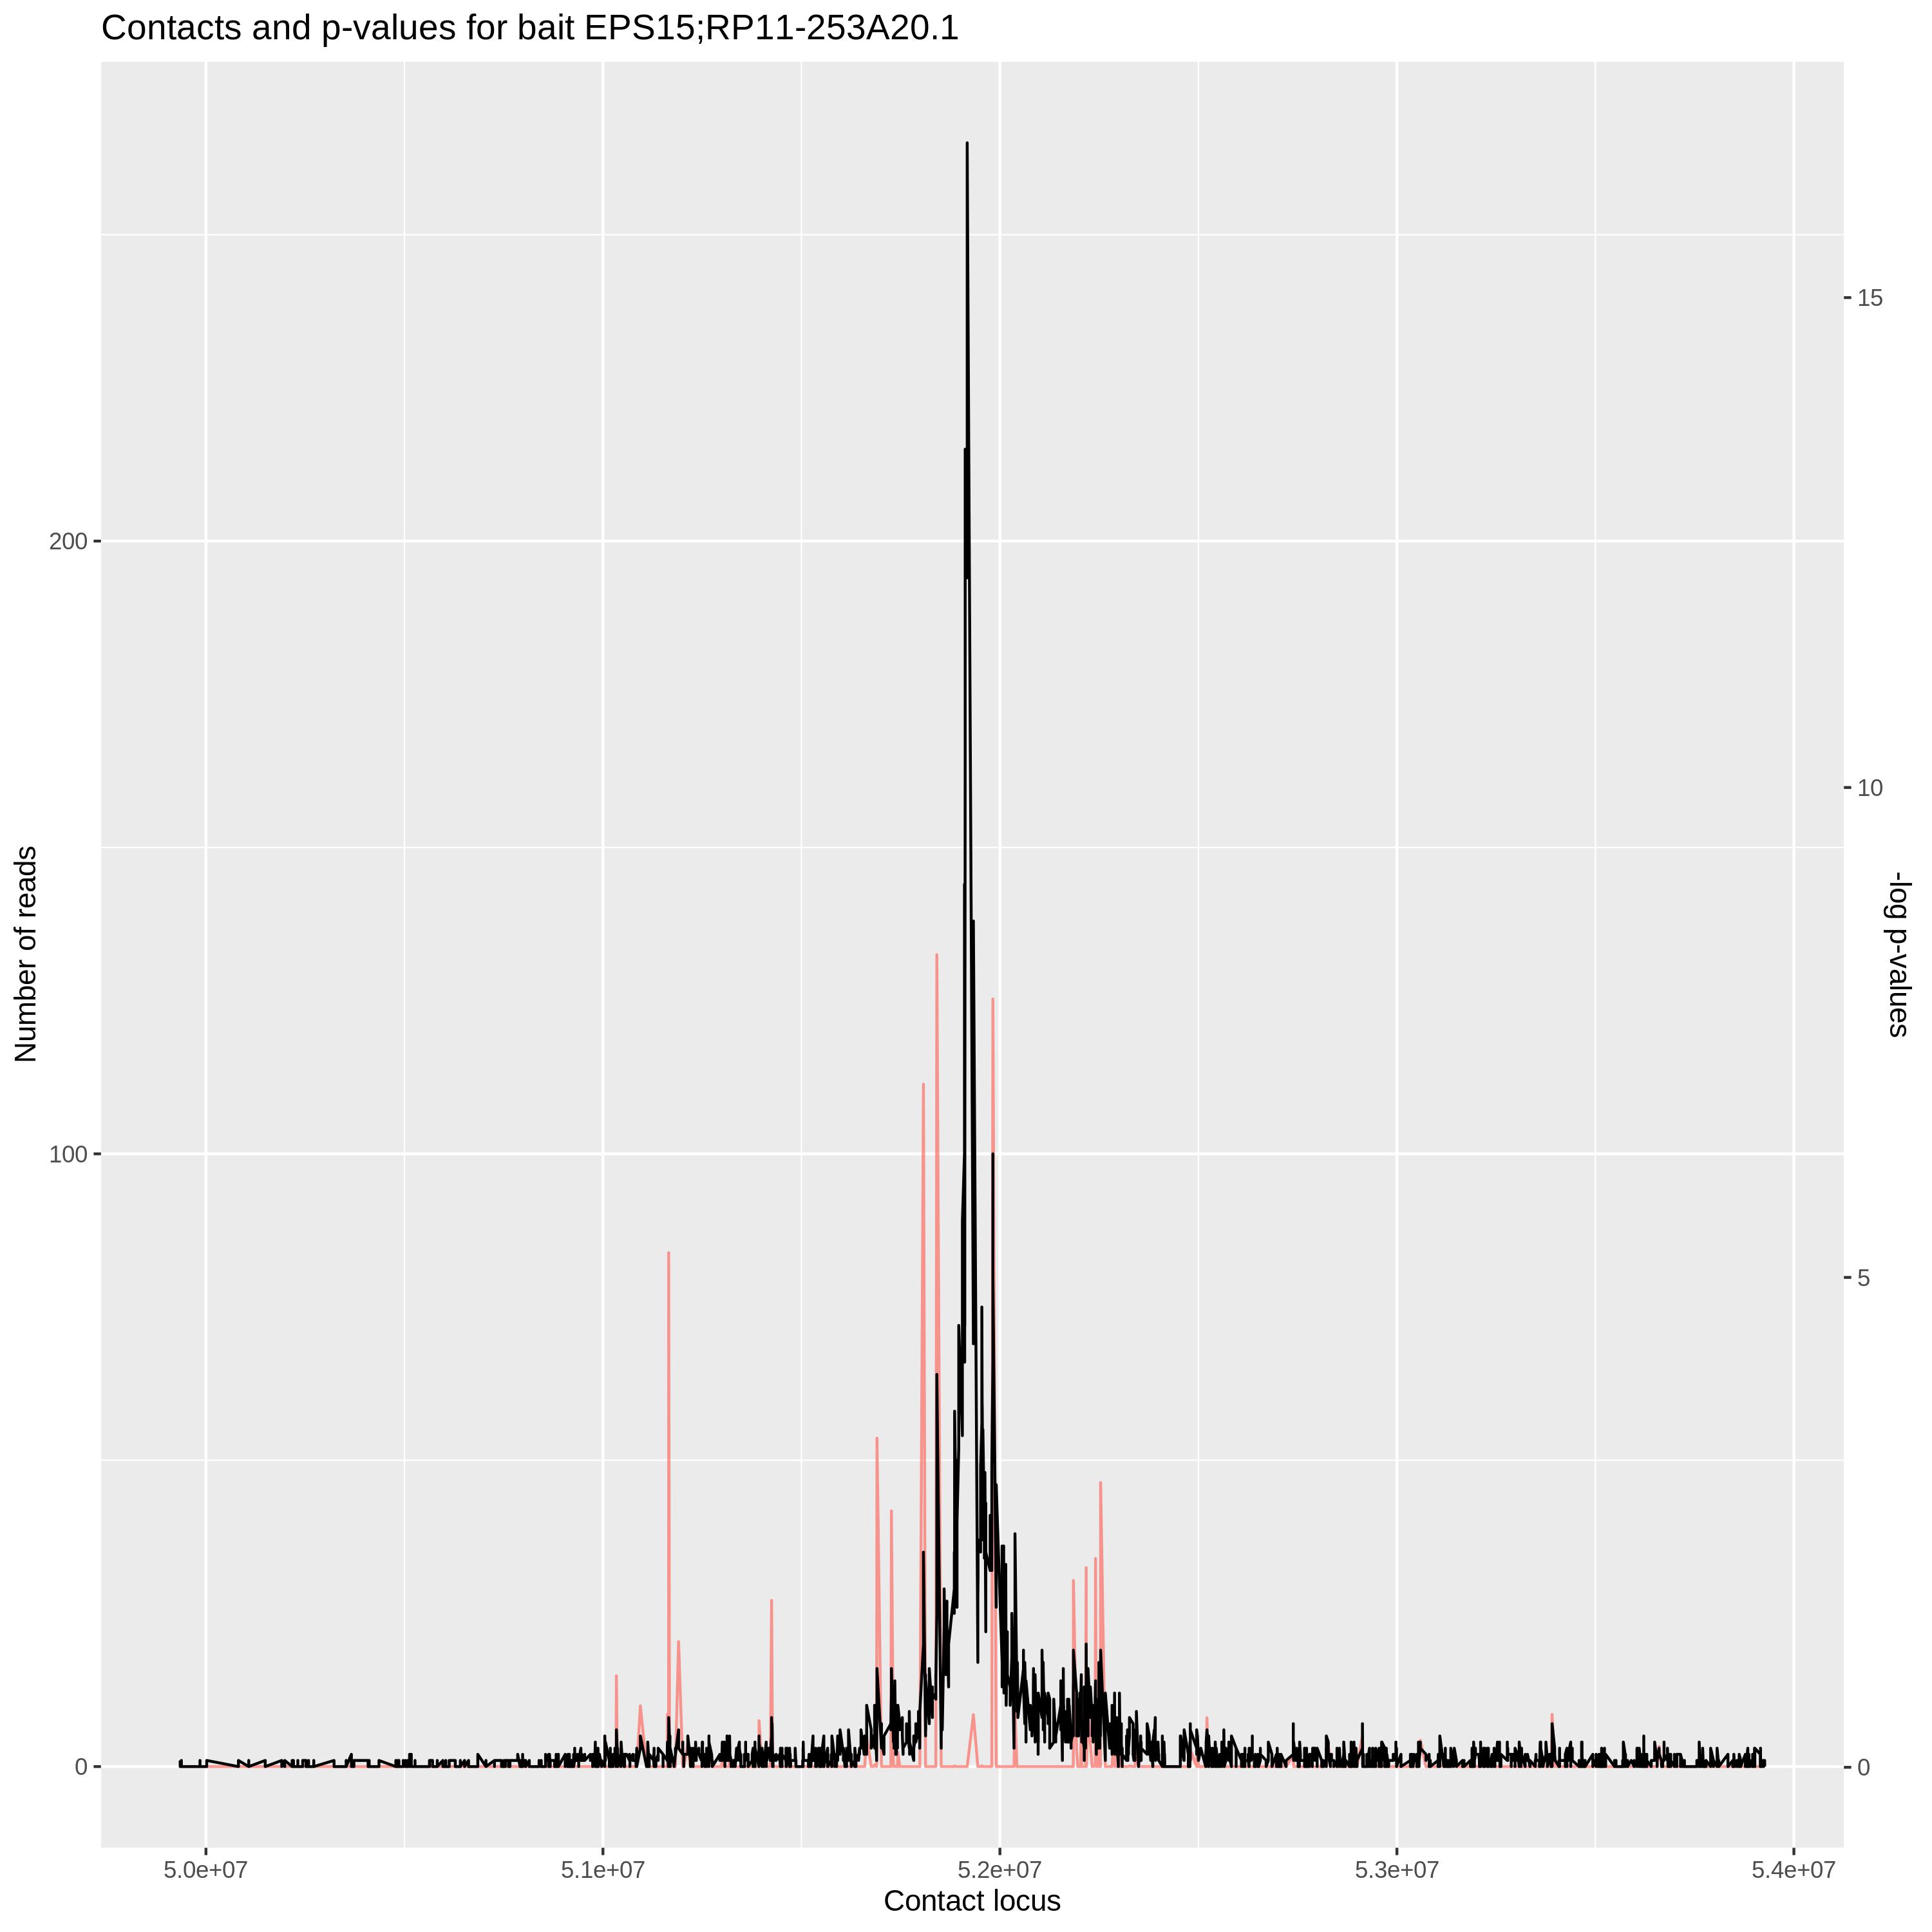 Contacts and p-values for bait EPS15;RP11-253A20.1
Number of reads
200
100
0
15
10
5
0
-log p-values
5.0e+07
5.1e+07
5.2e+07
5.3e+07
5.4e+07
Contact locus